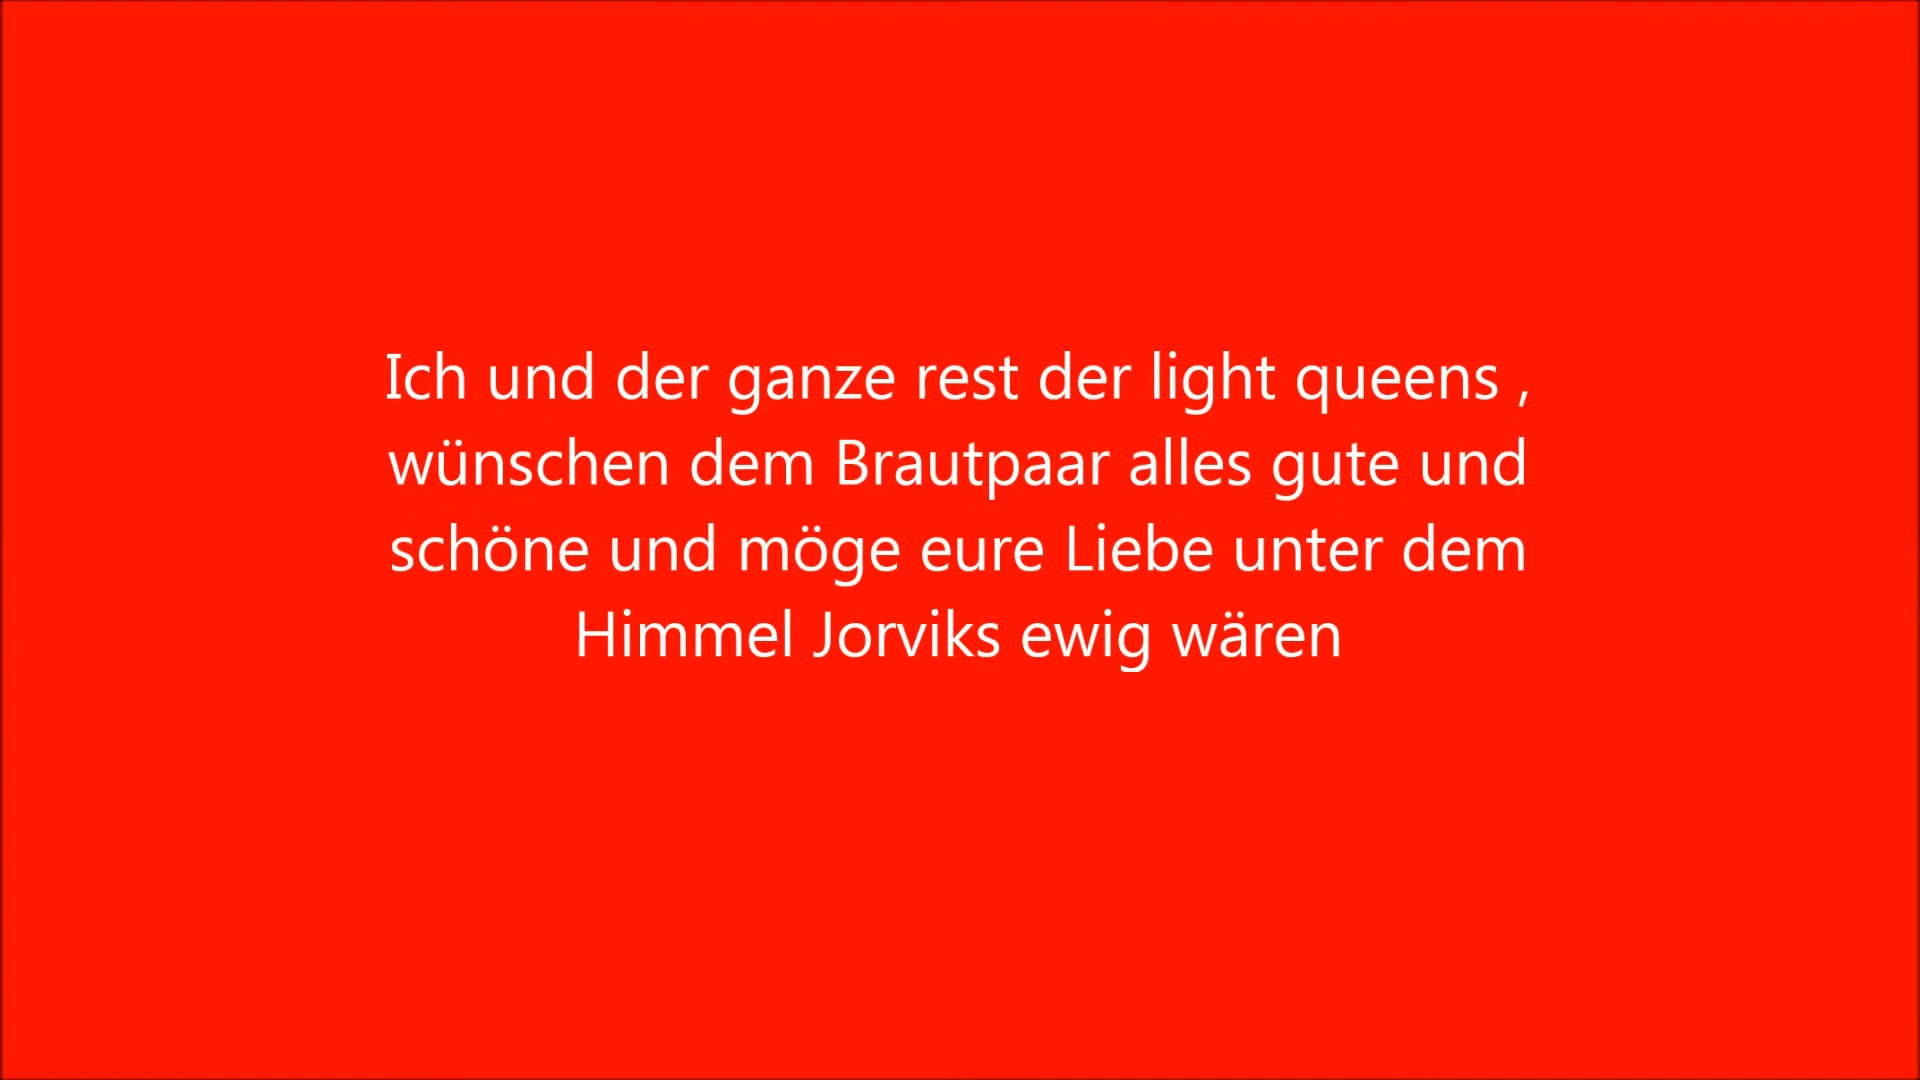 Ich und der ganze rest der light queens ,
wünschen dem Brautpaar alles gute und
schöne und möge eure Liebe unter dem
Himmel Jorviks ewig wären